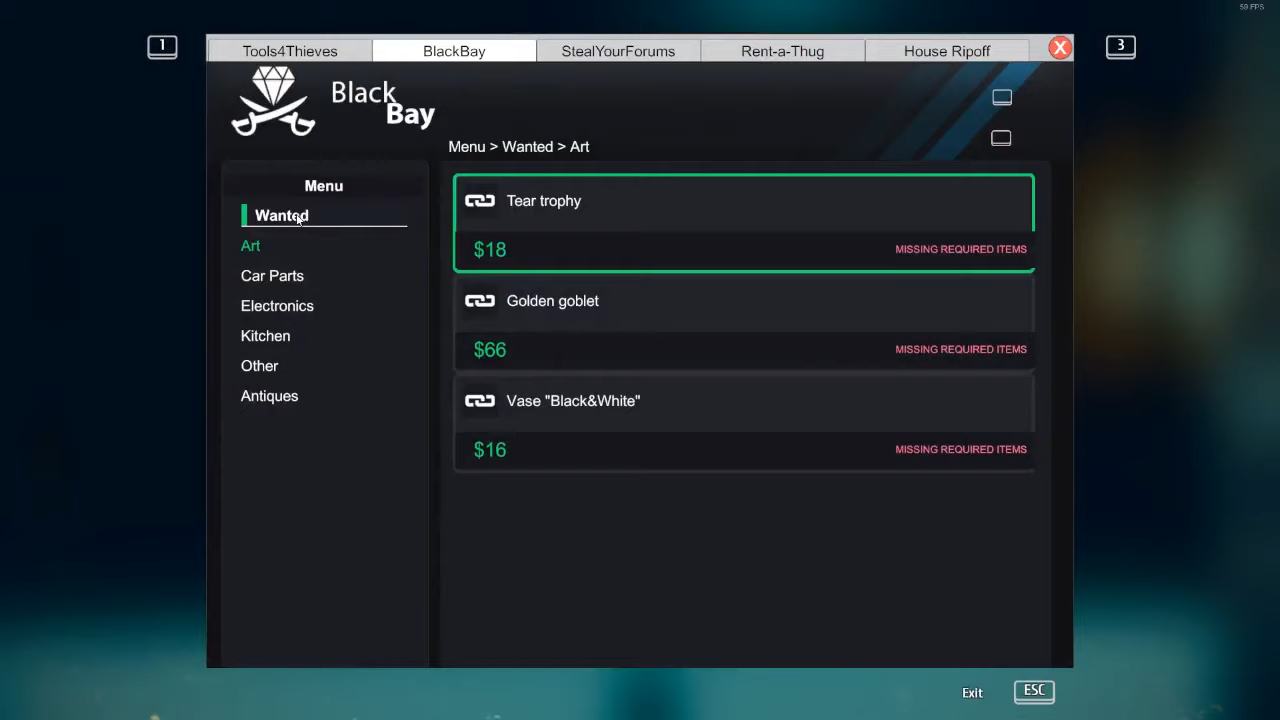 59 FPS
1
Tools4Thieves
BlackBay
StealYourForums
Rent-a-Thug
House Ripoff
X
3
Black
Bay
Menu > Wanted > Art
Menu
Wanted
Art
Car Parts
Electronics
Kitchen
Other
Antiques
Tear trophy
$18
MISSING REQUIRED ITEMS
Golden goblet
$66
MISSING REQUIRED ITEMS
Vase "Black&White"
$16
MISSING REQUIRED ITEMS
Exit
ESC